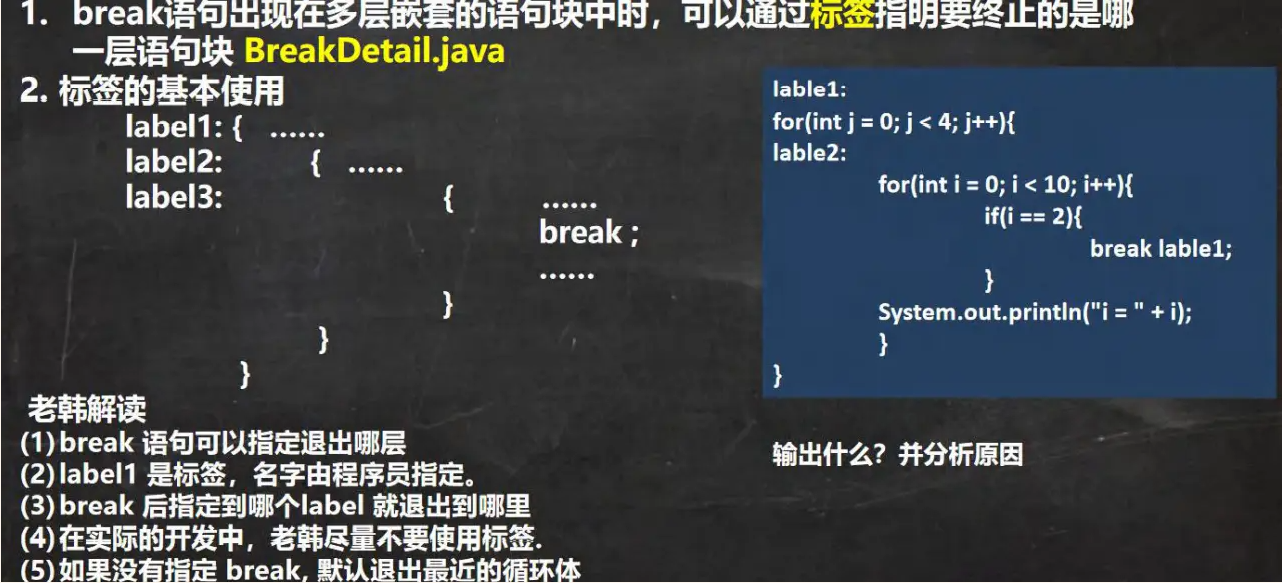 1. break语句出现在多层嵌套的语句块中时，可以通过标签指明要终止的是哪
一层语句块 BreakDetail.java
2. 标签的基本使用
label1: { ......
label2: { ......
label3: { ......
break ;
......
}
}
}
老韩解读
(1) break 语句可以指定退出哪层
(2) label1 是标签，名字由程序员指定。
(3) break 后指定到哪个label 就退出到哪里
(4) 在实际的开发中，老韩尽量不要使用标签.
(5) 如果没有指定 break, 默认退出最近的循环体
lable1:
for(int j = 0; j < 4; j++){
lable2:
for(int i = 0; i < 10; i++){
if(i == 2){
break lable1;
}
System.out.println("i = " + i);
}
}
输出什么？并分析原因